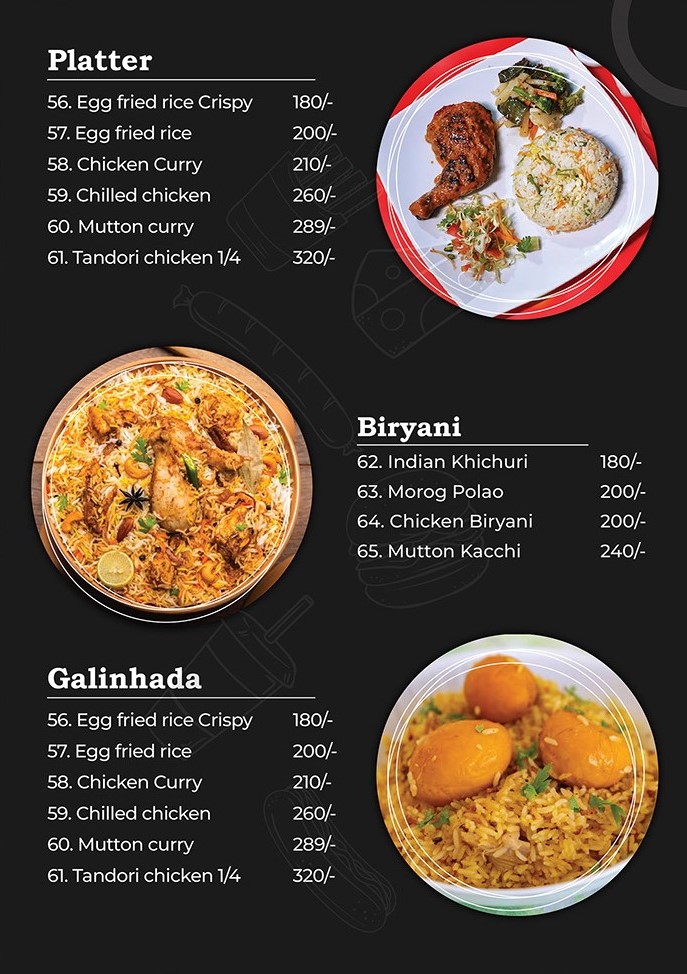 Platter
56. Egg fried rice Crispy 180/-
57. Egg fried rice 200/-
58. Chicken Curry 210/-
59. Chilled chicken 260/-
60. Mutton curry 289/-
61. Tandori chicken 1/4 320/-
Biryani
62. Indian Khichuri 180/-
63. Morog Polao 200/-
64. Chicken Biryani 200/-
65. Mutton Kacchi 240/-
Galinhada
56. Egg fried rice Crispy 180/-
57. Egg fried rice 200/-
58. Chicken Curry 210/-
59. Chilled chicken 260/-
60. Mutton curry 289/-
61. Tandori chicken 1/4 320/-